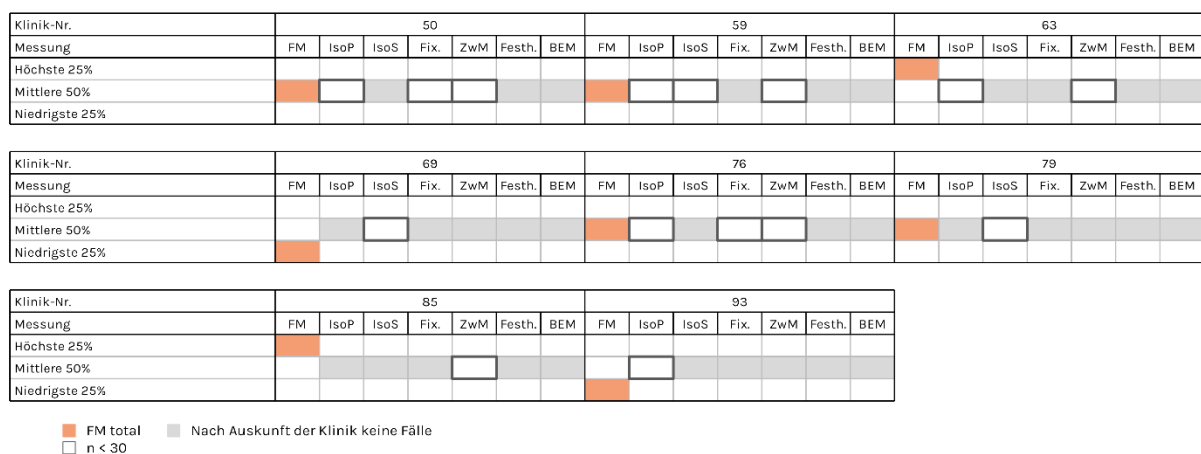 Klinik-Nr. 50 59 63
Messung FM IsoP IsoS Fix. ZwM Festh. BEM FM IsoP IsoS Fix. ZwM Festh. BEM FM IsoP IsoS Fix. ZwM Festh. BEM
Höchste 25%
Mittlere 50%
Niedrigste 25%
Klinik-Nr. 69 76 79
Messung FM IsoP IsoS Fix. ZwM Festh. BEM FM IsoP IsoS Fix. ZwM Festh. BEM FM IsoP IsoS Fix. ZwM Festh. BEM
Höchste 25%
Mittlere 50%
Niedrigste 25%
Klinik-Nr. 85 93
Messung FM IsoP IsoS Fix. ZwM Festh. BEM FM IsoP IsoS Fix. ZwM Festh. BEM
Höchste 25%
Mittlere 50%
Niedrigste 25%
FM total Nach Auskunft der Klinik keine Fälle
n < 30